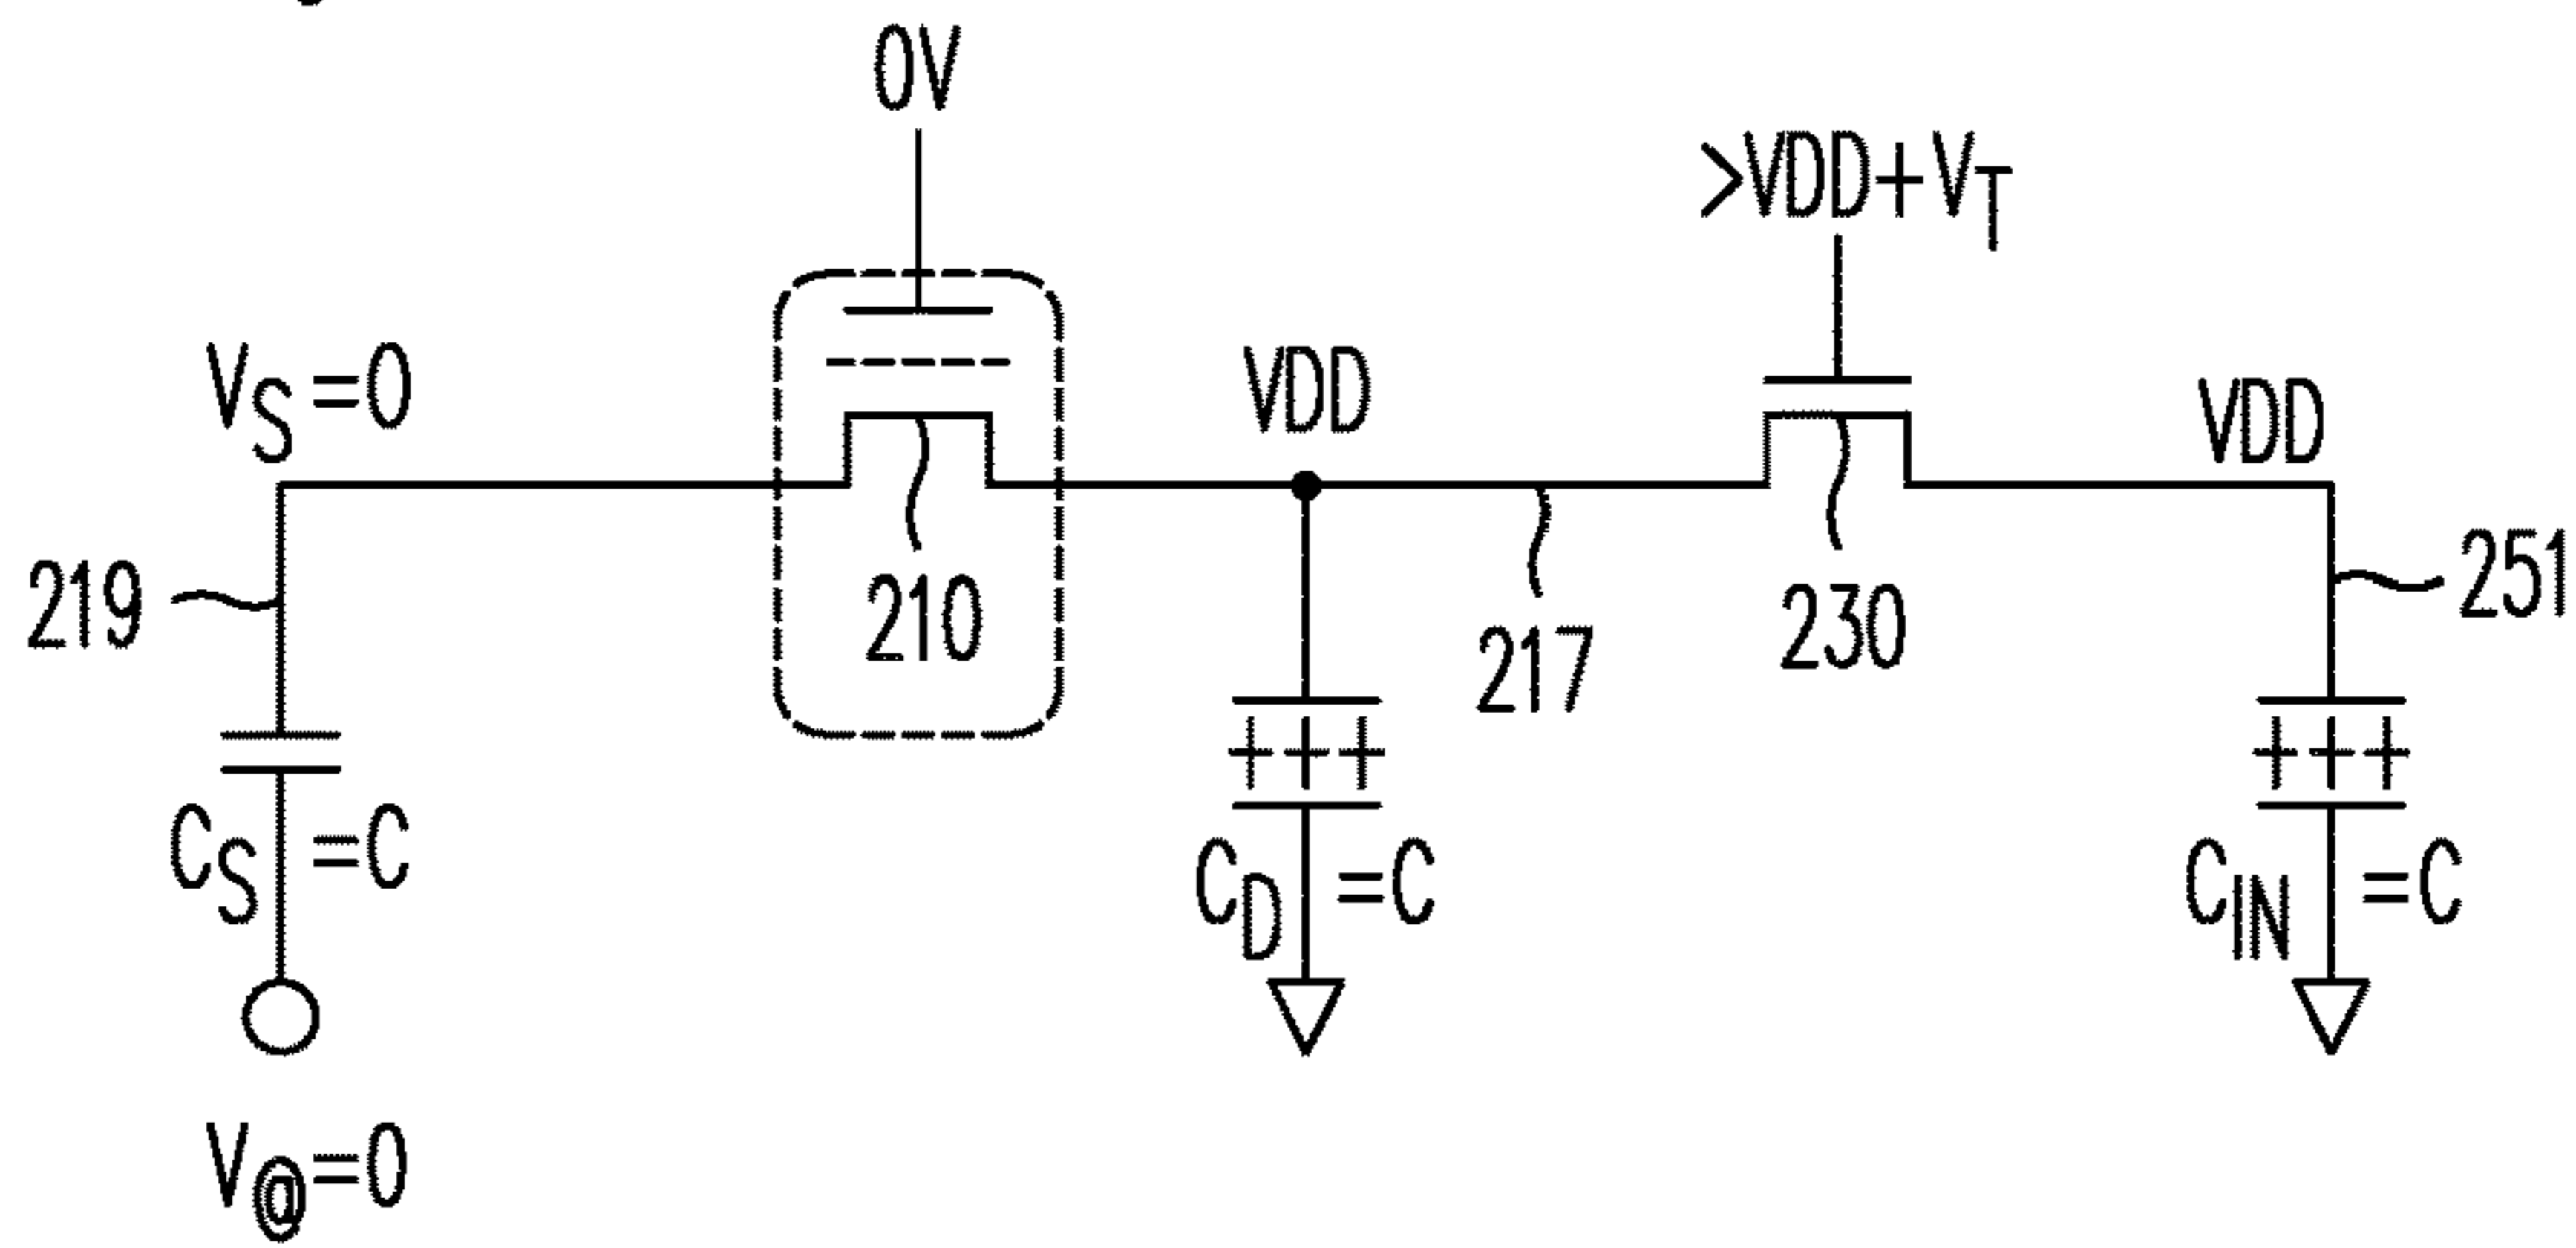 0V
>VDD+VT
VS=0
VDD
VDD
219
210
217
230
251
CS=C
CD=C
CIN=C
V@=0